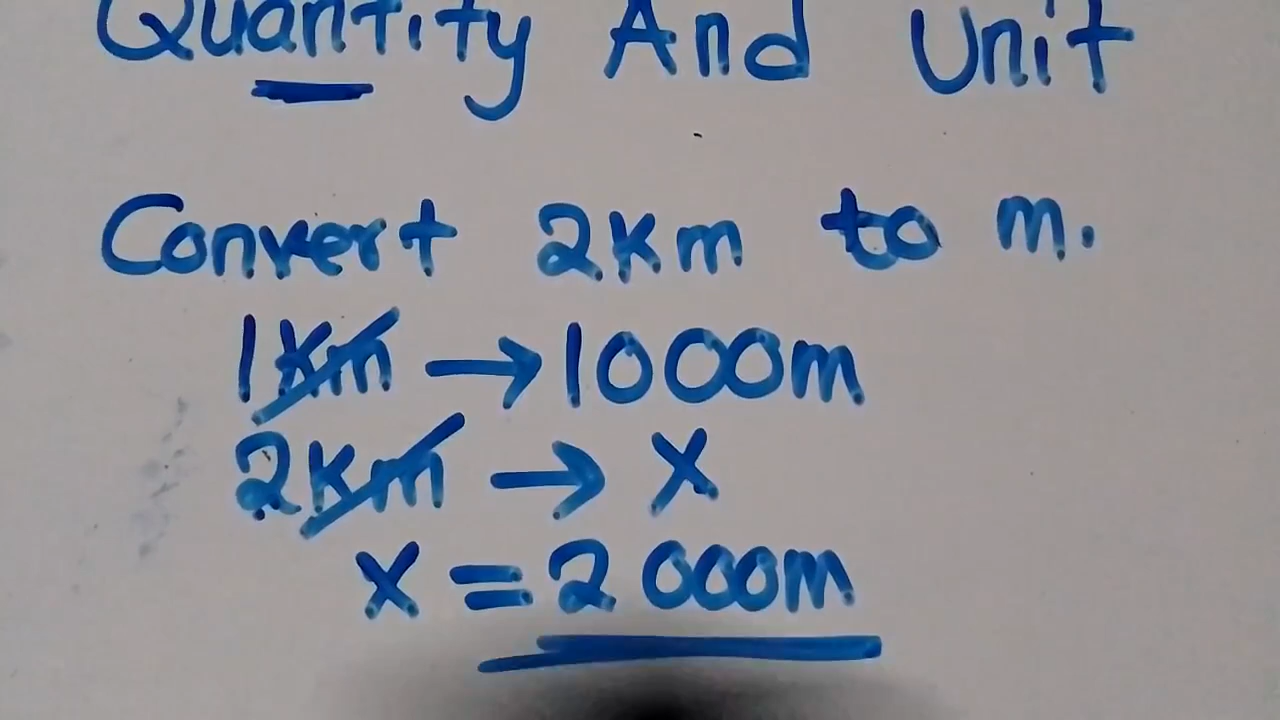 Quantity And Unit
Convert 2km to m.
1km → 1000m
2km → x
x = 2000m